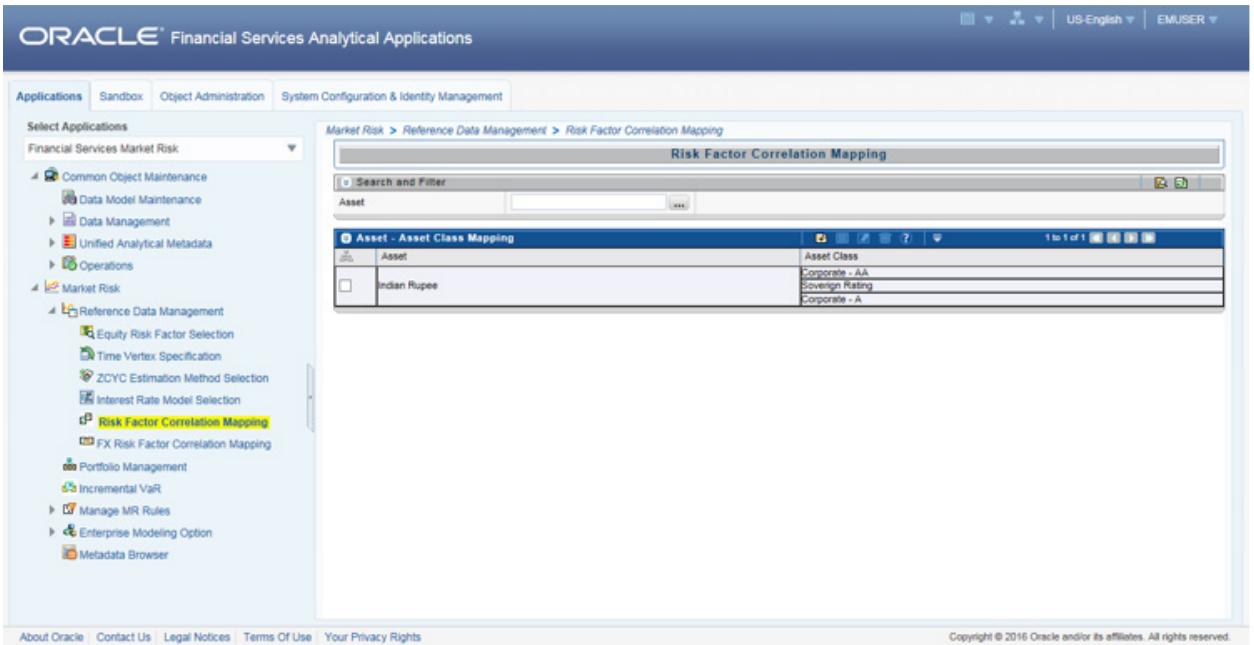 ORACLE® Financial Services Analytical Applications
US-English
EMUSER
Applications
Sandbox
Object Administration
System Configuration & Identity Management
Select Applications
Financial Services Market Risk
Common Object Maintenance
Data Model Maintenance
Data Management
Unified Analytical Metadata
Operations
Market Risk
Reference Data Management
Equity Risk Factor Selection
Time Vertex Specification
ZCYC Estimation Method Selection
Interest Rate Model Selection
Risk Factor Correlation Mapping
FX Risk Factor Correlation Mapping
Portfolio Management
Incremental VaR
Manage MR Rules
Enterprise Modeling Option
Metadata Browser
Market Risk > Reference Data Management > Risk Factor Correlation Mapping
Risk Factor Correlation Mapping
Search and Filter
Asset
...
Asset - Asset Class Mapping
1 to 1 of 1
Asset
Asset Class
Indian Rupee
Corporate - AA
Soverign Rating
Corporate - A
About Oracle
Contact Us
Legal Notices
Terms Of Use
Your Privacy Rights
Copyright © 2016 Oracle and/or its affiliates. All rights reserved.